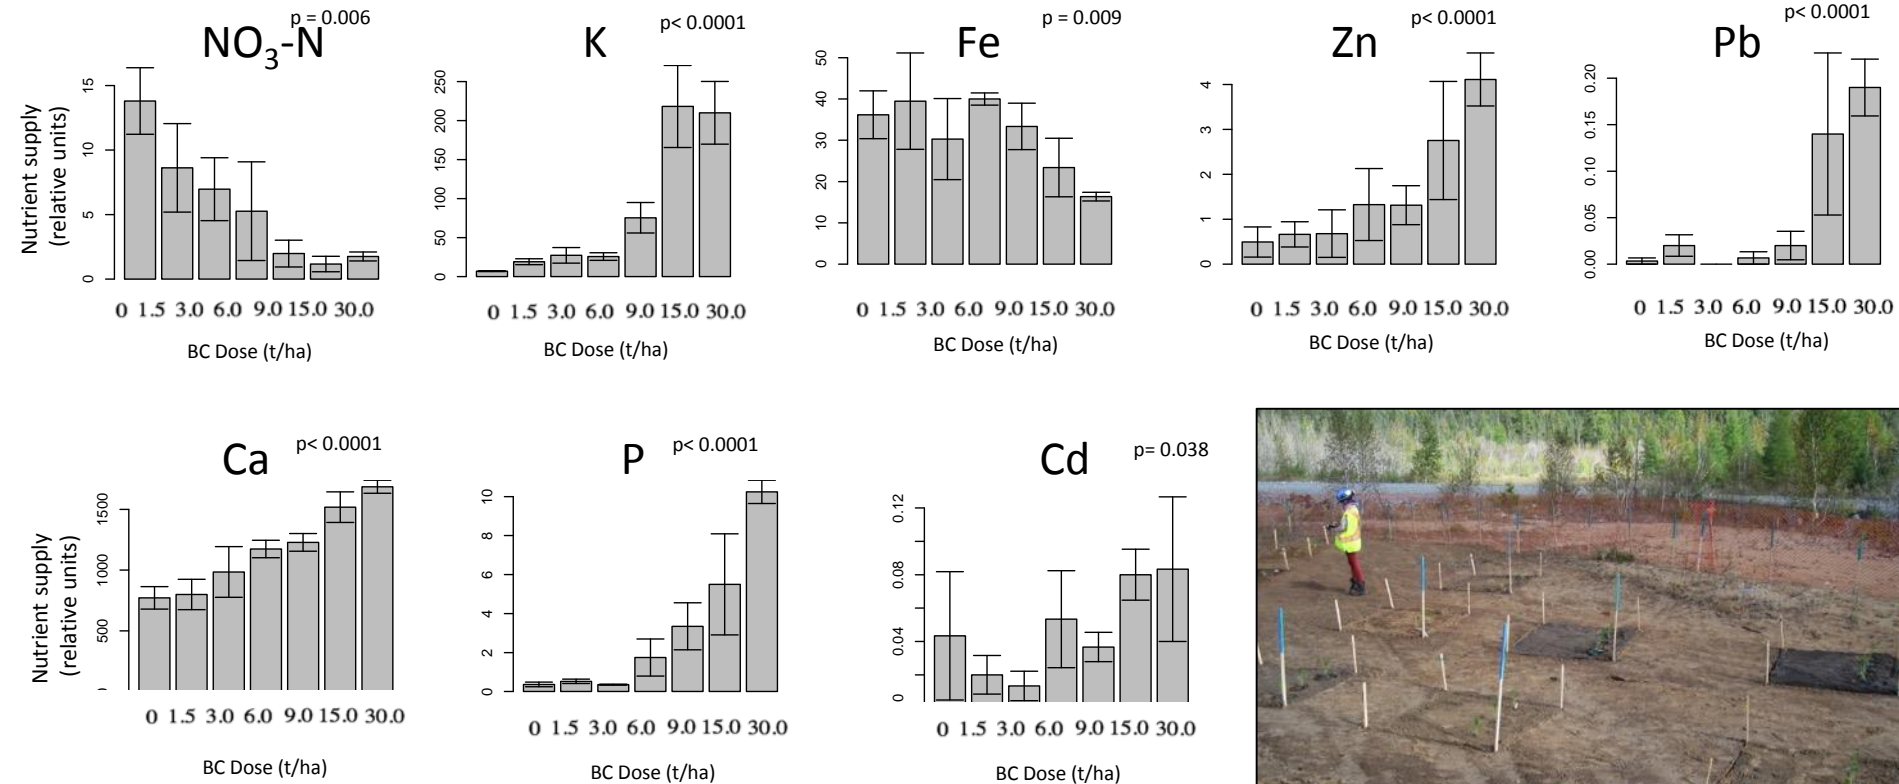 NO3-N
p = 0.006
Nutrient supply
(relative units)
15
10
5
0
0 1.5 3.0 6.0 9.0 15.0 30.0
BC Dose (t/ha)
K
p< 0.0001
250
200
150
100
50
0
0 1.5 3.0 6.0 9.0 15.0 30.0
BC Dose (t/ha)
Fe
p = 0.009
50
40
30
20
10
0
0 1.5 3.0 6.0 9.0 15.0 30.0
BC Dose (t/ha)
Zn
p< 0.0001
4
3
2
1
0
0 1.5 3.0 6.0 9.0 15.0 30.0
BC Dose (t/ha)
Pb
p< 0.0001
0.20
0.15
0.10
0.05
0.00
0 1.5 3.0 6.0 9.0 15.0 30.0
BC Dose (t/ha)
Ca
p< 0.0001
Nutrient supply
(relative units)
1500
1000
500
0 1.5 3.0 6.0 9.0 15.0 30.0
BC Dose (t/ha)
P
p< 0.0001
10
8
6
4
2
0
0 1.5 3.0 6.0 9.0 15.0 30.0
BC Dose (t/ha)
Cd
p= 0.038
0.12
0.08
0.04
0
0 1.5 3.0 6.0 9.0 15.0 30.0
BC Dose (t/ha)